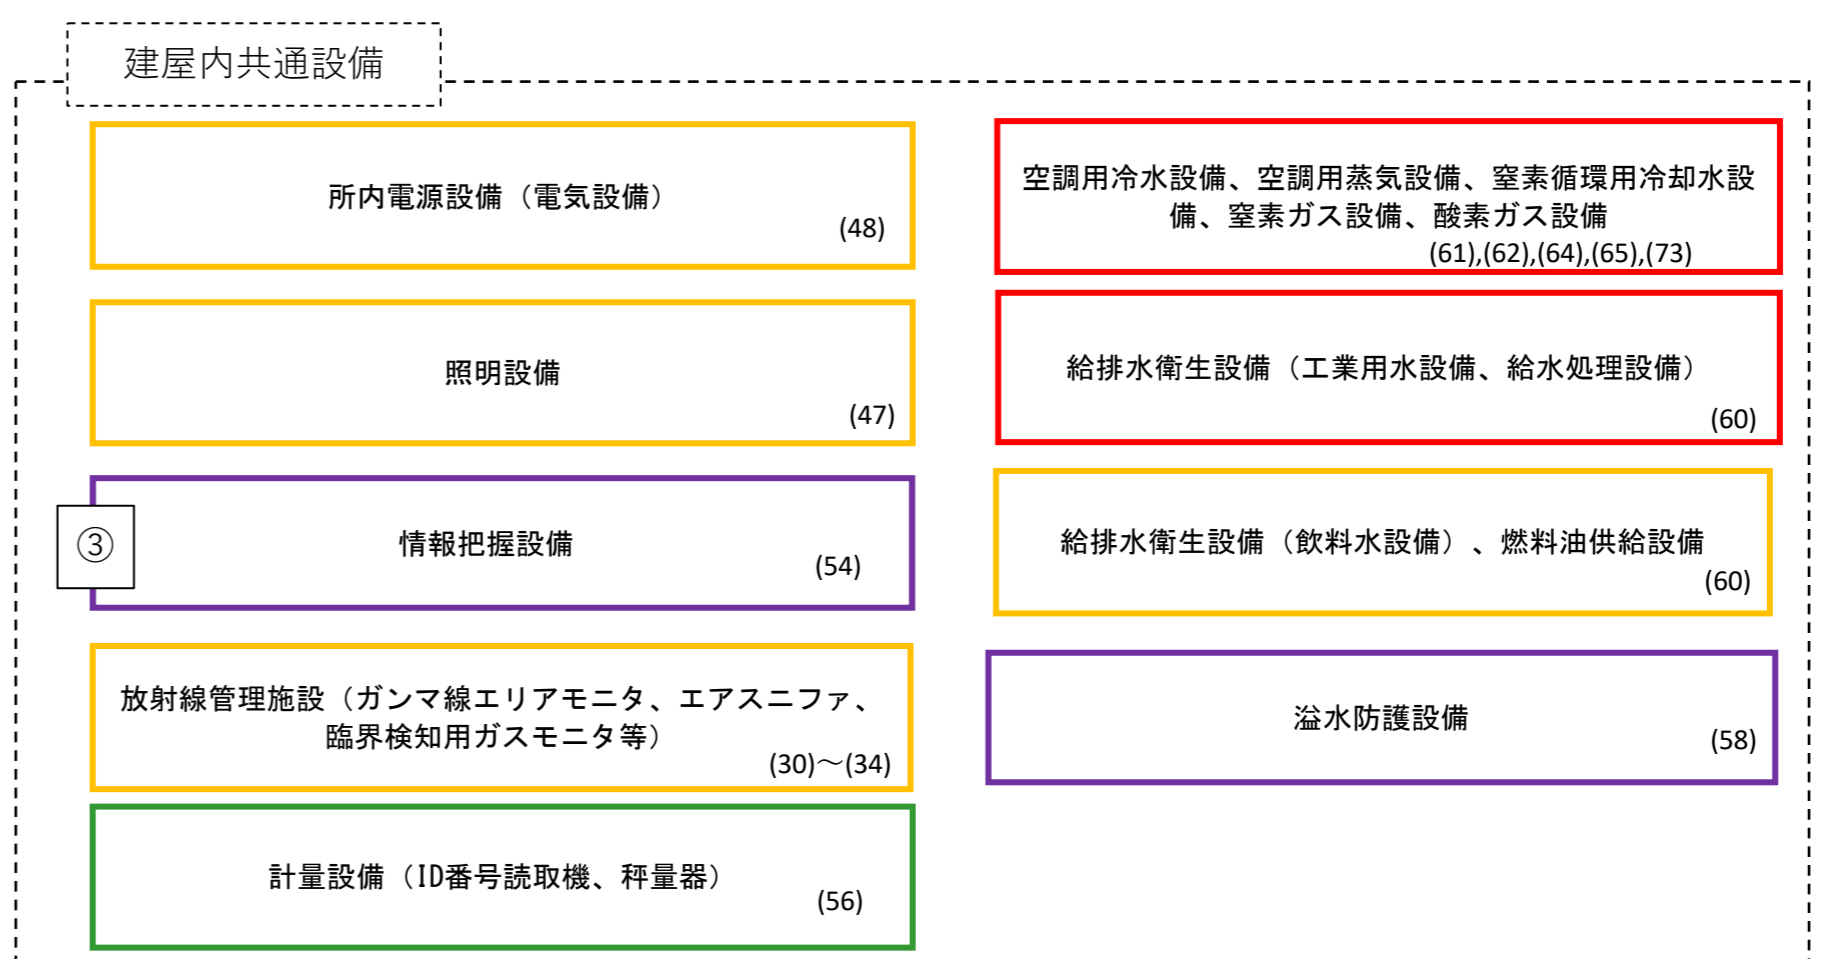 建屋内共通設備
所内電源設備（電気設備）
(48)
照明設備
(47)
③
情報把握設備
(54)
放射線管理施設（ガンマ線エリアモニタ、エアスニファ、
臨界検知用ガスモニタ等）
(30)～(34)
計量設備（ID番号読取機、秤量器）
(56)
空調用冷水設備、空調用蒸気設備、窒素循環用冷却水設
備、窒素ガス設備、酸素ガス設備
(61),(62),(64),(65),(73)
給排水衛生設備（工業用水設備、給水処理設備）
(60)
給排水衛生設備（飲料水設備）、燃料油供給設備
(60)
溢水防護設備
(58)